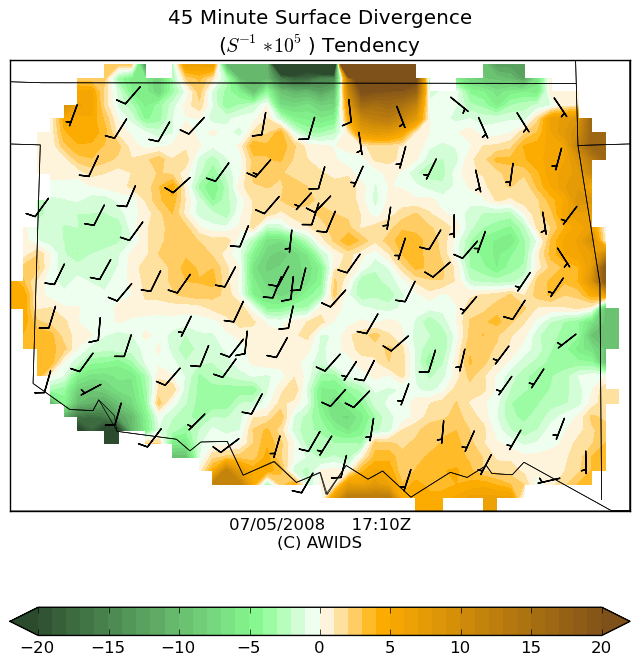 45 Minute Surface Divergence
(S⁻¹ * 10⁵ ) Tendency
07/05/2008 17:10Z
(C) AWIDS
−20 −15 −10 −5 0 5 10 15 20